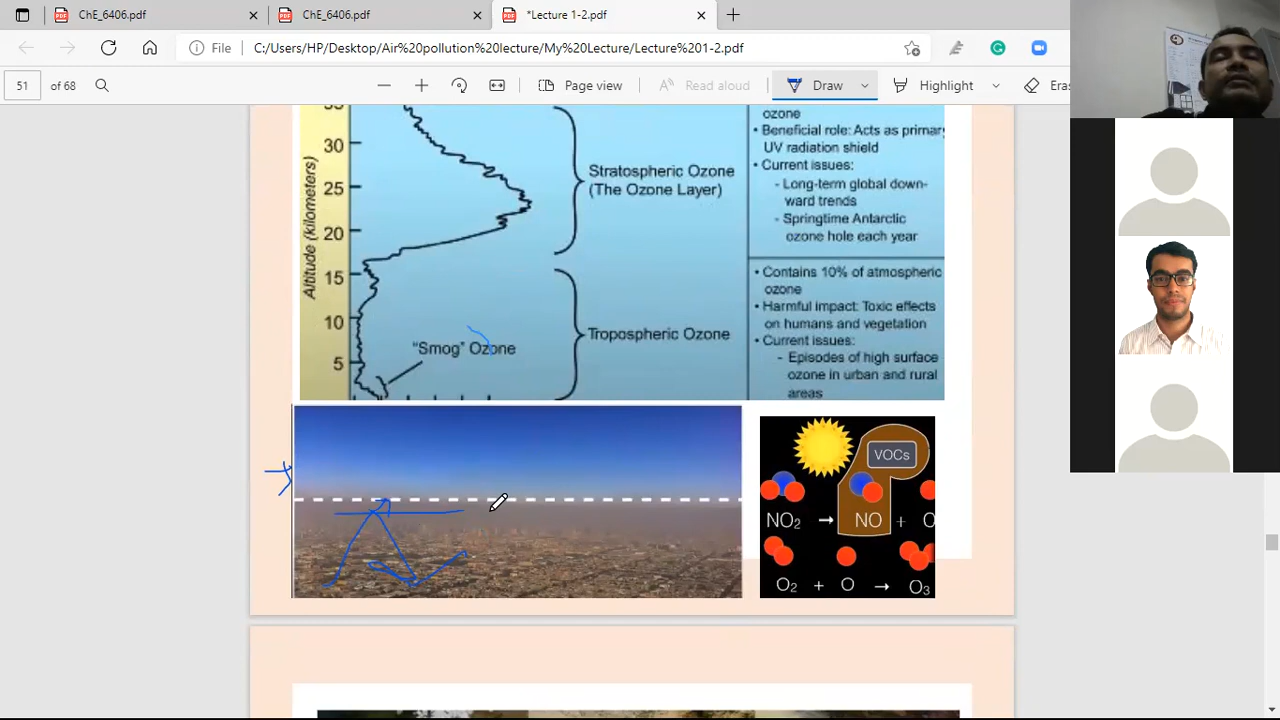 ChE_6406.pdf
ChE_6406.pdf
*Lecture 1-2.pdf
File
C:/Users/HP/Desktop/Air%20pollution%20lecture/My%20Lecture/Lecture%201-2.pdf
51 of 68
Page view
Read aloud
Draw
Highlight
Eras
Altitude (kilometers)
35
30
25
20
15
10
5
Stratospheric Ozone
(The Ozone Layer)
Tropospheric Ozone
"Smog" Ozone
ozone
• Beneficial role: Acts as primary
UV radiation shield
• Current issues:
- Long-term global down-
ward trends
- Springtime Antarctic
ozone hole each year
• Contains 10% of atmospheric
ozone
• Harmful impact: Toxic effects
on humans and vegetation
• Current issues:
- Episodes of high surface
ozone in urban and rural
areas
VOCs
NO₂ → NO + O
O₂ + O → O₃